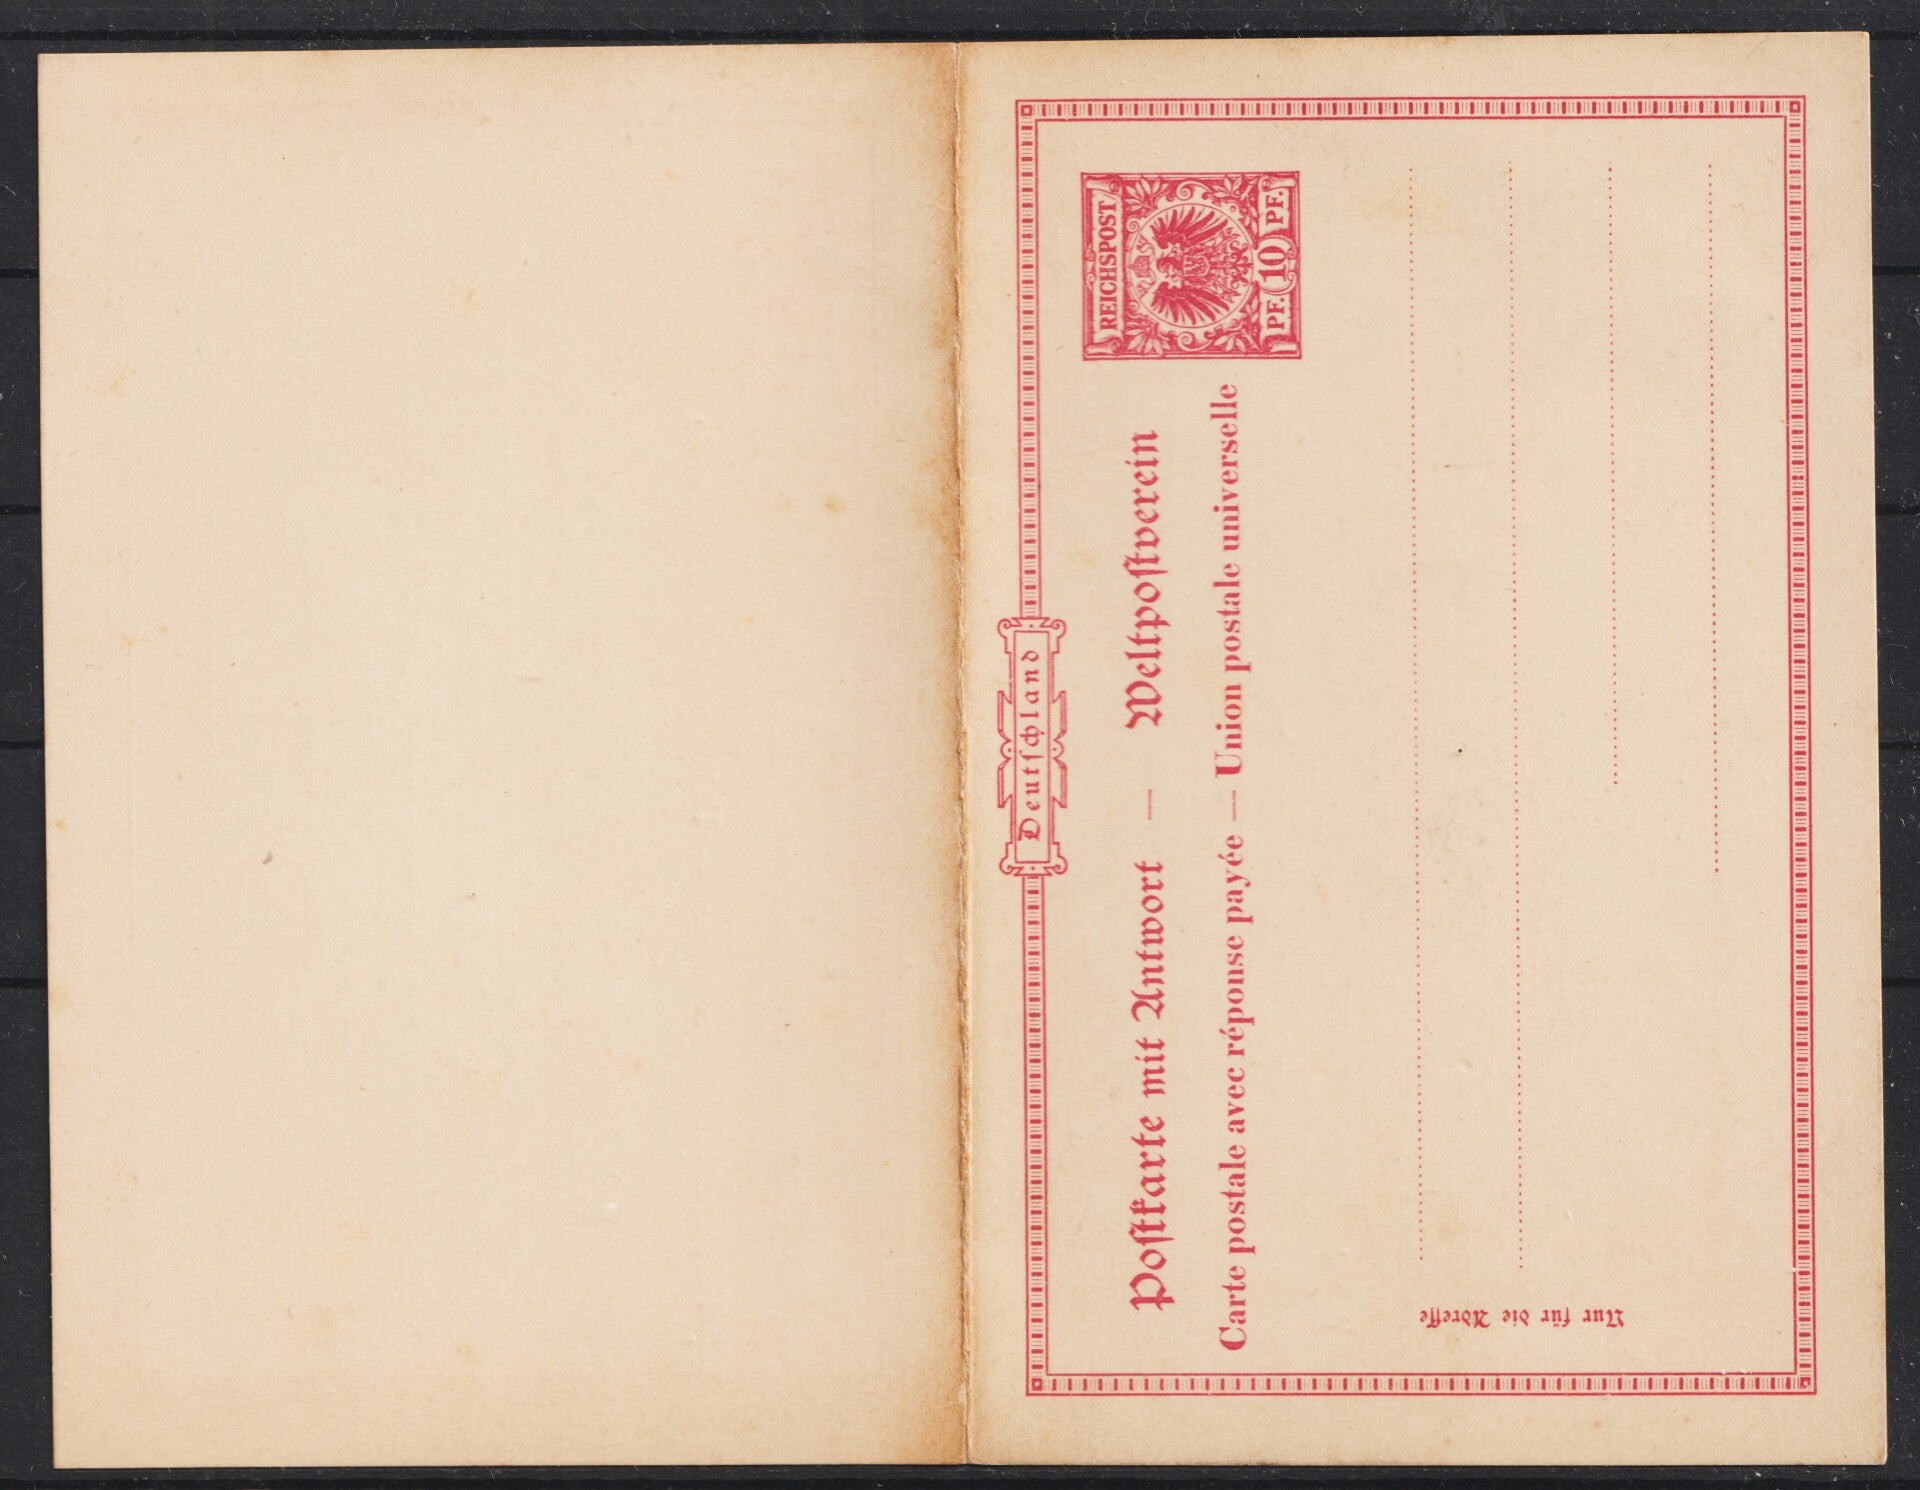 Deutſchland
REICHSPOST
PF. 10 PF.
Poſtkarte mit Antwort — Weltpoſtverein
Carte postale avec réponse payée — Union postale universelle
Nur für die Adreſſe